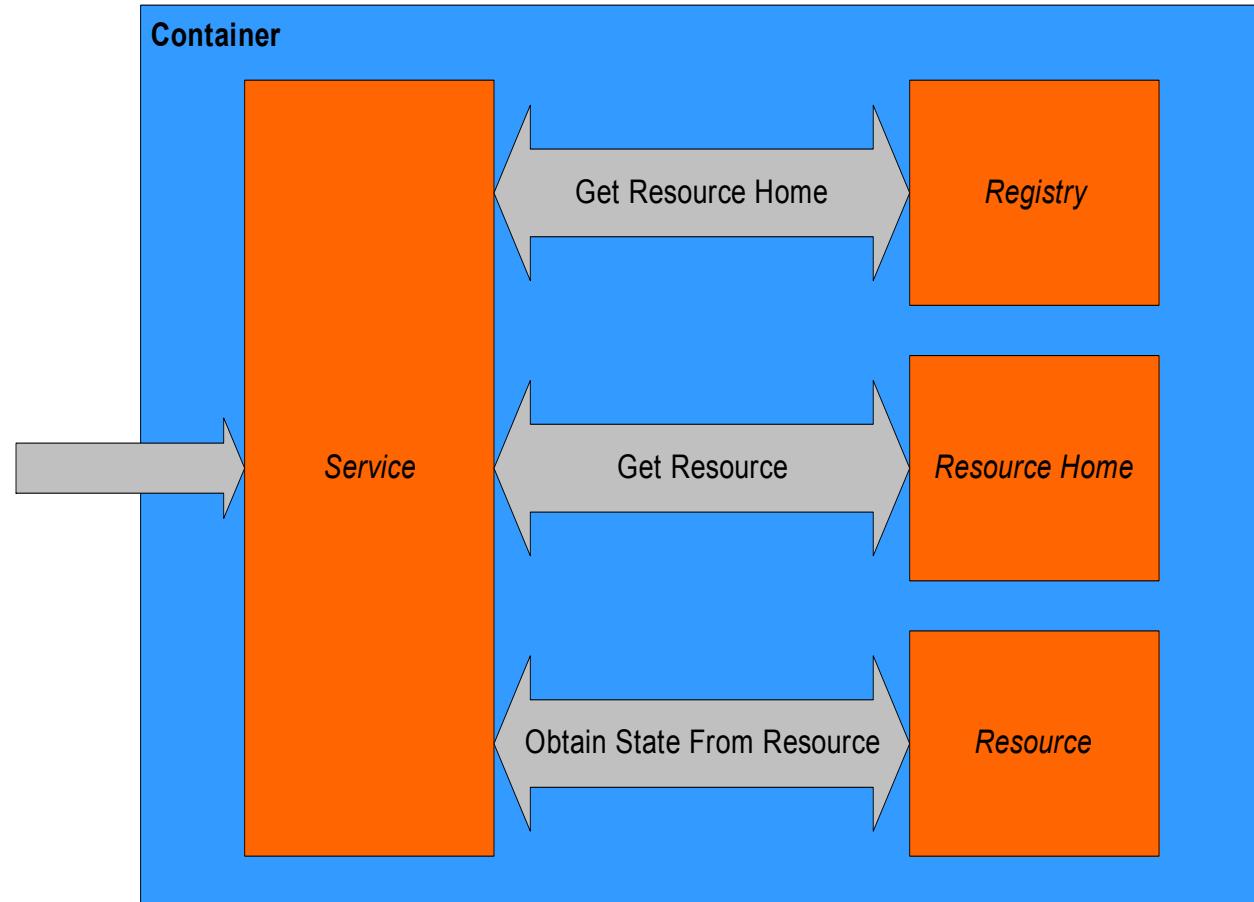 Container
Get Resource Home
Registry
Service
Get Resource
Resource Home
Obtain State From Resource
Resource